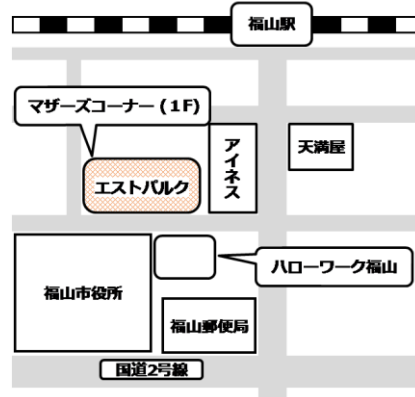 福山駅
マザーズコーナー(1F)
アイネス
天満屋
エストパルク
ハローワーク福山
福山市役所
福山郵便局
国道2号線